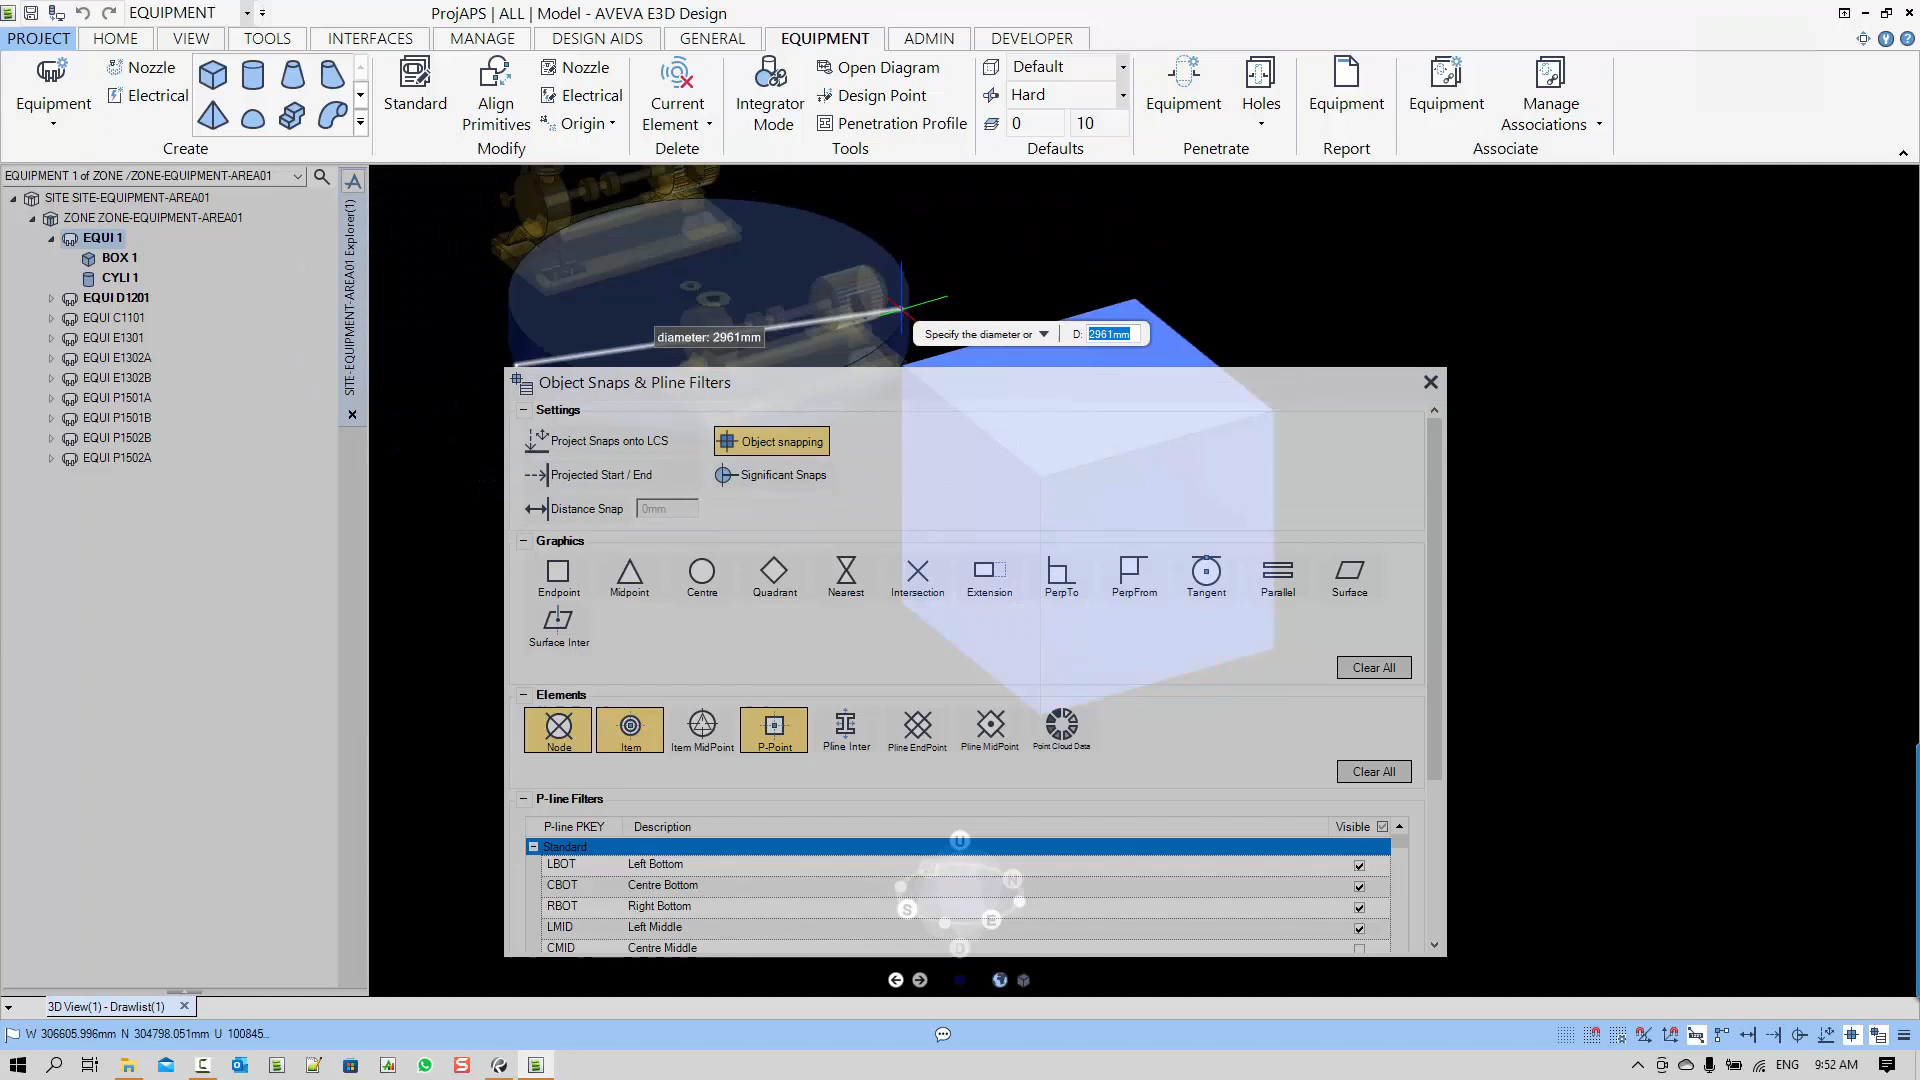 EQUIPMENT
ProjAPS | ALL | Model - AVEVA E3D Design
PROJECT HOME VIEW TOOLS INTERFACES MANAGE DESIGN AIDS GENERAL EQUIPMENT ADMIN DEVELOPER
Equipment
Nozzle
Electrical
Create
Standard
Align Primitives
Nozzle
Electrical
Origin
Modify
Current Element
Delete
Integrator Mode
Open Diagram
Design Point
Penetration Profile
Tools
Default
Hard
0 10
Defaults
Equipment Holes
Penetrate
Equipment
Report
Equipment
Manage Associations
Associate
EQUIPMENT 1 of ZONE /ZONE-EQUIPMENT-AREA01
SITE SITE-EQUIPMENT-AREA01
ZONE ZONE-EQUIPMENT-AREA01
EQUI 1
BOX 1
CYLI 1
EQUI D1201
EQUI C1101
EQUI E1301
EQUI E1302A
EQUI E1302B
EQUI P1501A
EQUI P1501B
EQUI P1502B
EQUI P1502A
SITE-EQUIPMENT-AREA01 Explorer(1)
diameter: 2961mm
Specify the diameter or D: 2961mm
Object Snaps & Pline Filters
Settings
Project Snaps onto LCS Object snapping
Projected Start / End Significant Snaps
Distance Snap 0mm
Graphics
Endpoint Midpoint Centre Quadrant Nearest Intersection Extension PerpTo PerpFrom Tangent Parallel Surface
Surface Inter
Clear All
Elements
Node Item Item MidPoint P-Point Pline Inter Pline EndPoint Pline MidPoint Point Cloud Data
Clear All
P-line Filters
P-line PKEY Description Visible
Standard
LBOT Left Bottom
CBOT Centre Bottom
RBOT Right Bottom
LMID Left Middle
CMID Centre Middle
U
N
S
E
D
3D View(1) - Drawlist(1)
W 306605.996mm N 304798.051mm U 100845...
ENG 9:52 AM